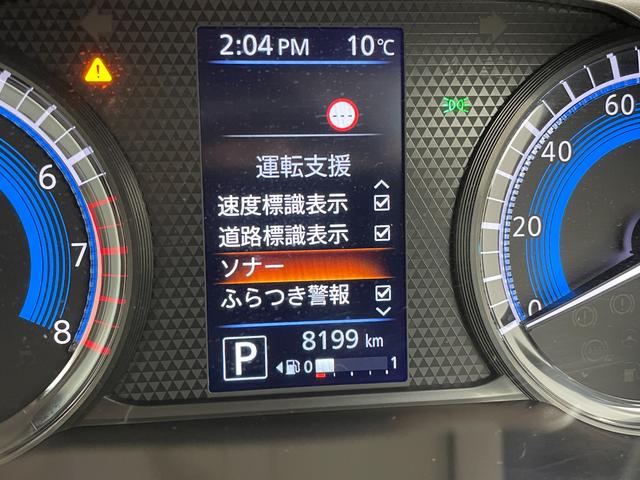 2:04 PM 10℃
---
運転支援
速度標識表示
道路標識表示
ソナー
ふらつき警報
8199 km
P
0 1
6
7
8
60
40
20
0